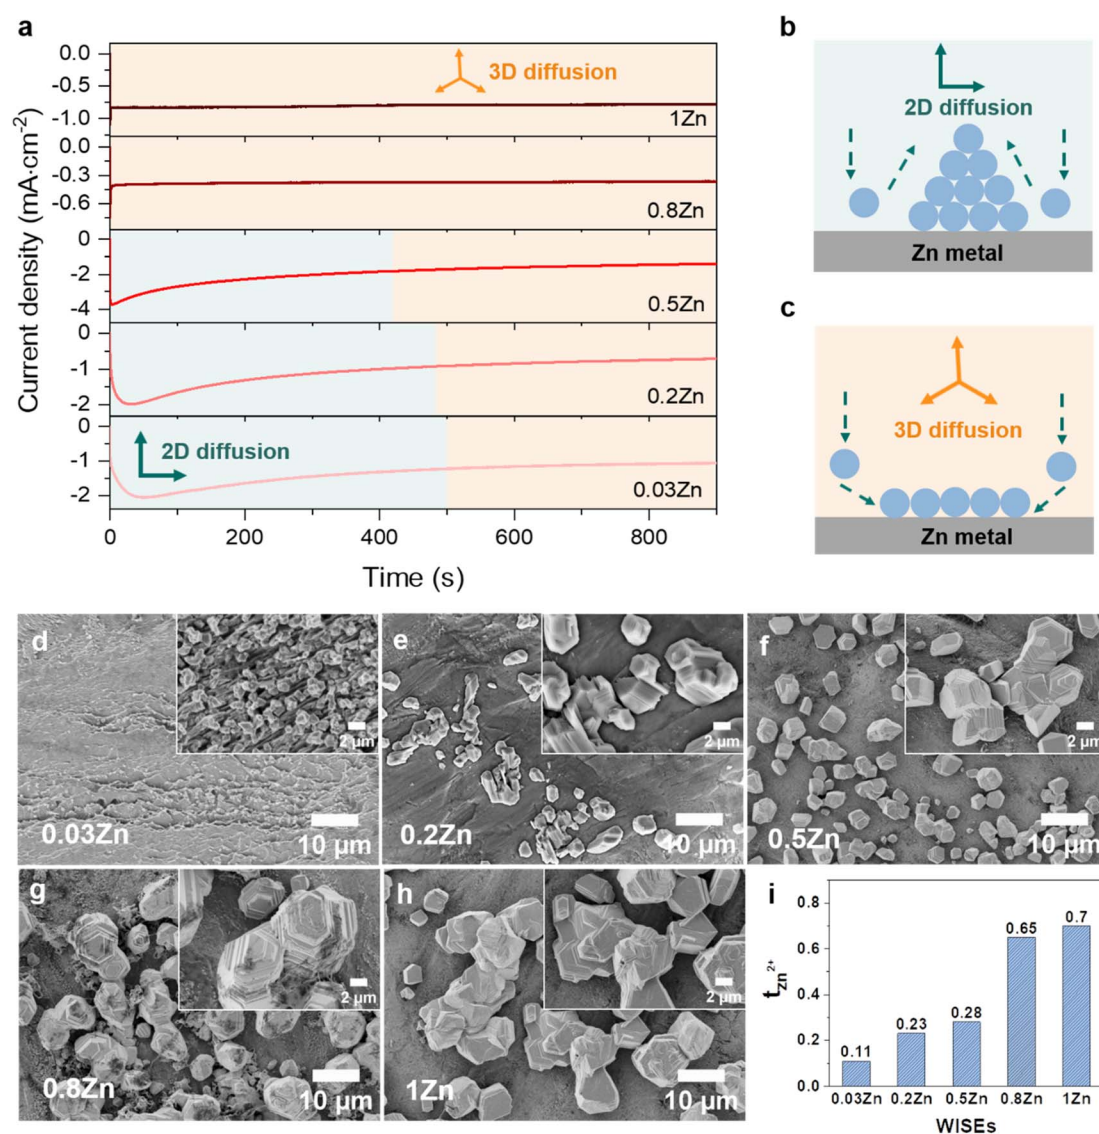 a
3D diffusion
0.0
-0.5
-1.0
1Zn
-0.3
-0.6
0.8Zn
0
-2
-4
0.5Zn
0
-1
-2
0.2Zn
0
-2
2D diffusion
0.03Zn
Current density (mA·cm⁻²)
0
200
400
600
800
Time (s)
b
2D diffusion
Zn metal
c
3D diffusion
Zn metal
d
2 μm
0.03Zn
10 μm
e
2 μm
0.2Zn
10 μm
f
2 μm
0.5Zn
10 μm
g
2 μm
0.8Zn
10 μm
h
2 μm
1Zn
10 μm
i
0.8
0.6
0.4
0.2
0.0
tzn²⁺
0.11
0.23
0.28
0.65
0.7
0.03Zn
0.2Zn
0.5Zn
0.8Zn
1Zn
WISEs